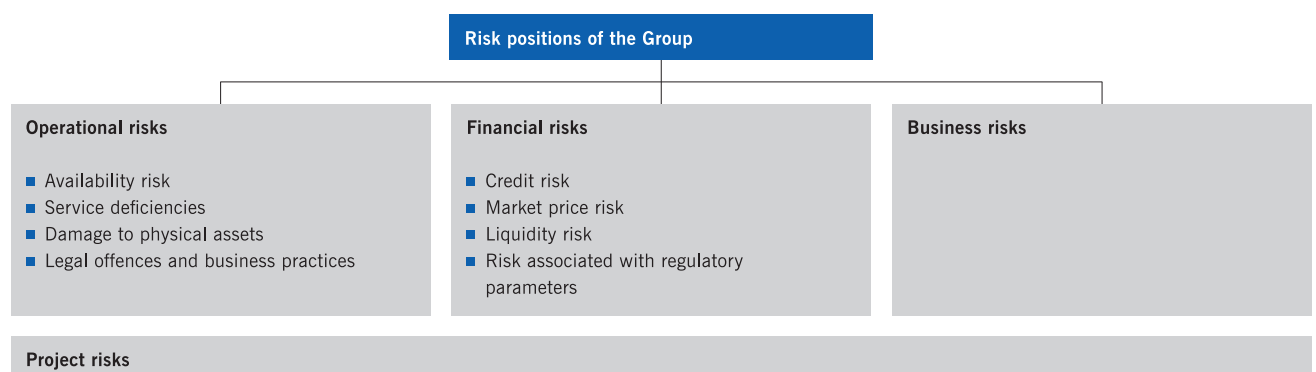 Risk positions of the Group
Operational risks
Availability risk
Service deficiencies
Damage to physical assets
Legal offences and business practices
Financial risks
Credit risk
Market price risk
Liquidity risk
Risk associated with regulatory
parameters
Business risks
Project risks